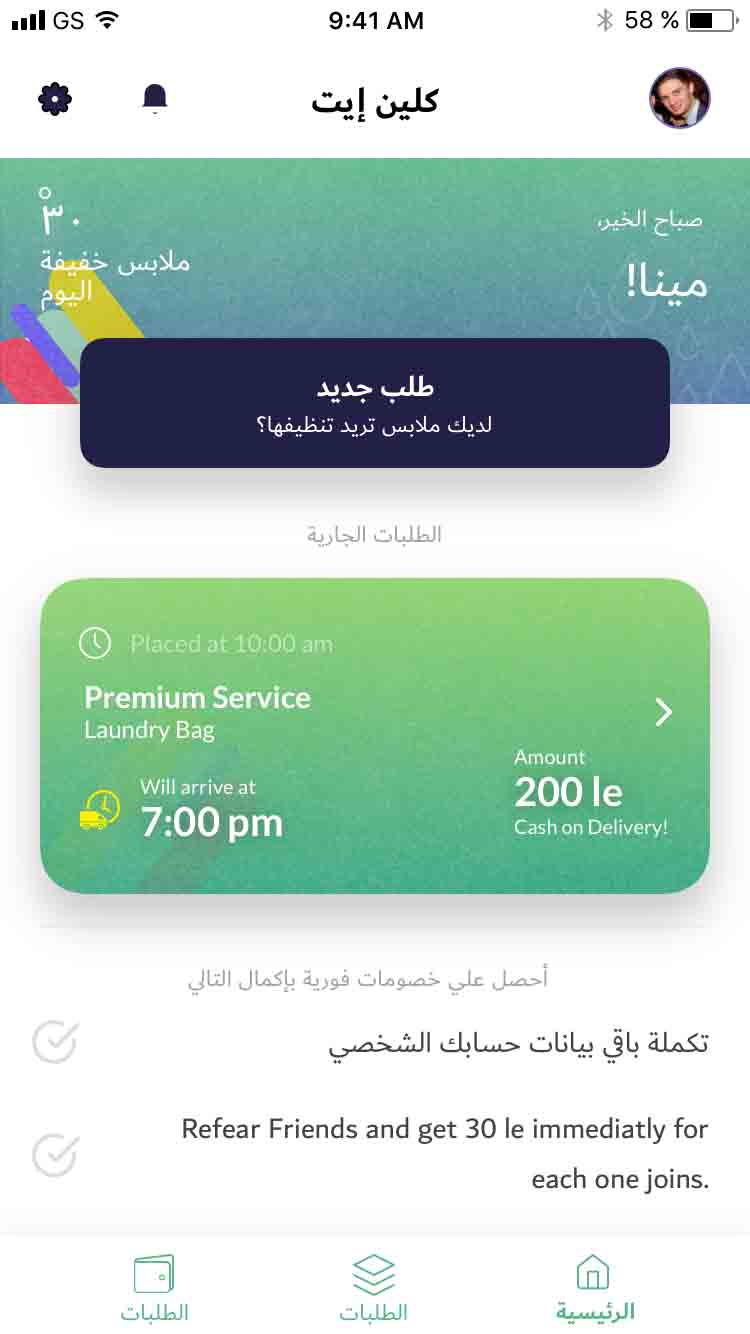 GS 9:41 AM 58 %
كلين إيت
صباح الخير،
مينا!
٣٠°
ملابس خفيفة
اليوم
طلب جديد
لديك ملابس تريد تنظيفها؟
الطلبات الجارية
Placed at 10:00 am
Premium Service
Laundry Bag
Will arrive at
7:00 pm
Amount
200 le
Cash on Delivery!
أحصل علي خصومات فورية بإكمال التالي
تكملة باقي بيانات حسابك الشخصي
Refear Friends and get 30 le immediatly for
each one joins.
الرئيسية
الطلبات
الطلبات